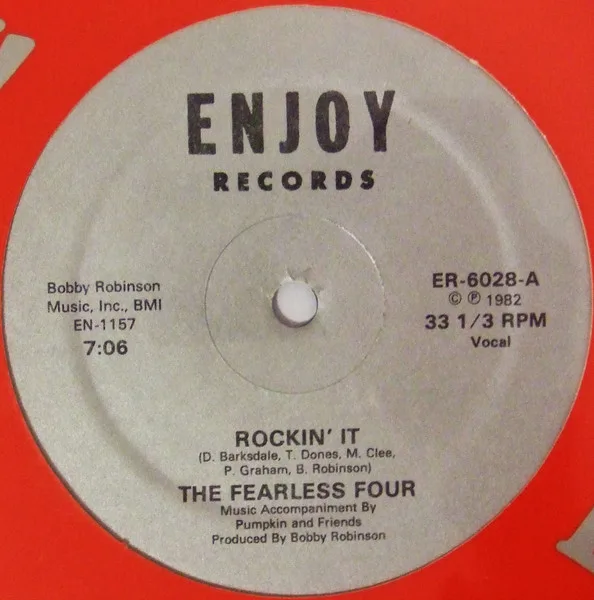 ENJOY
RECORDS
Bobby Robinson
Music, Inc., BMI
EN-1157
7:06
ER-6028-A
© ℗ 1982
33 1/3 RPM
Vocal
ROCKIN' IT
(D. Barksdale, T. Dones, M. Clee,
P. Graham, B. Robinson)
THE FEARLESS FOUR
Music Accompaniment By
Pumpkin and Friends
Produced By Bobby Robinson